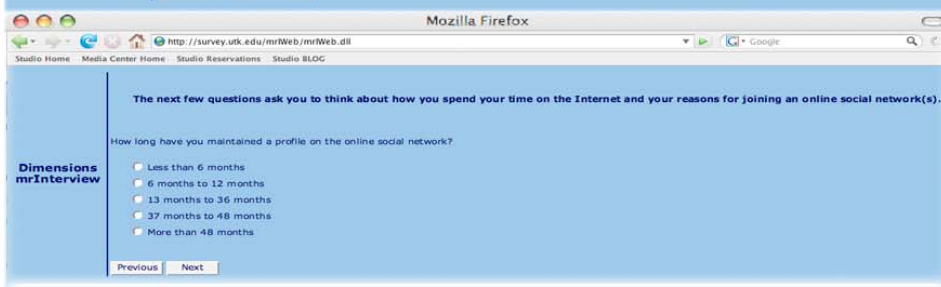 Mozilla Firefox
http://survey.utk.edu/mrIWeb/mrIWeb.dll
Google
Studio Home Media Center Home Studio Reservations Studio BLOG
The next few questions ask you to think about how you spend your time on the Internet and your reasons for joining an online social network(s).
How long have you maintained a profile on the online social network?
Dimensions
mrInterview
Less than 6 months
6 months to 12 months
13 months to 36 months
37 months to 48 months
More than 48 months
Previous Next